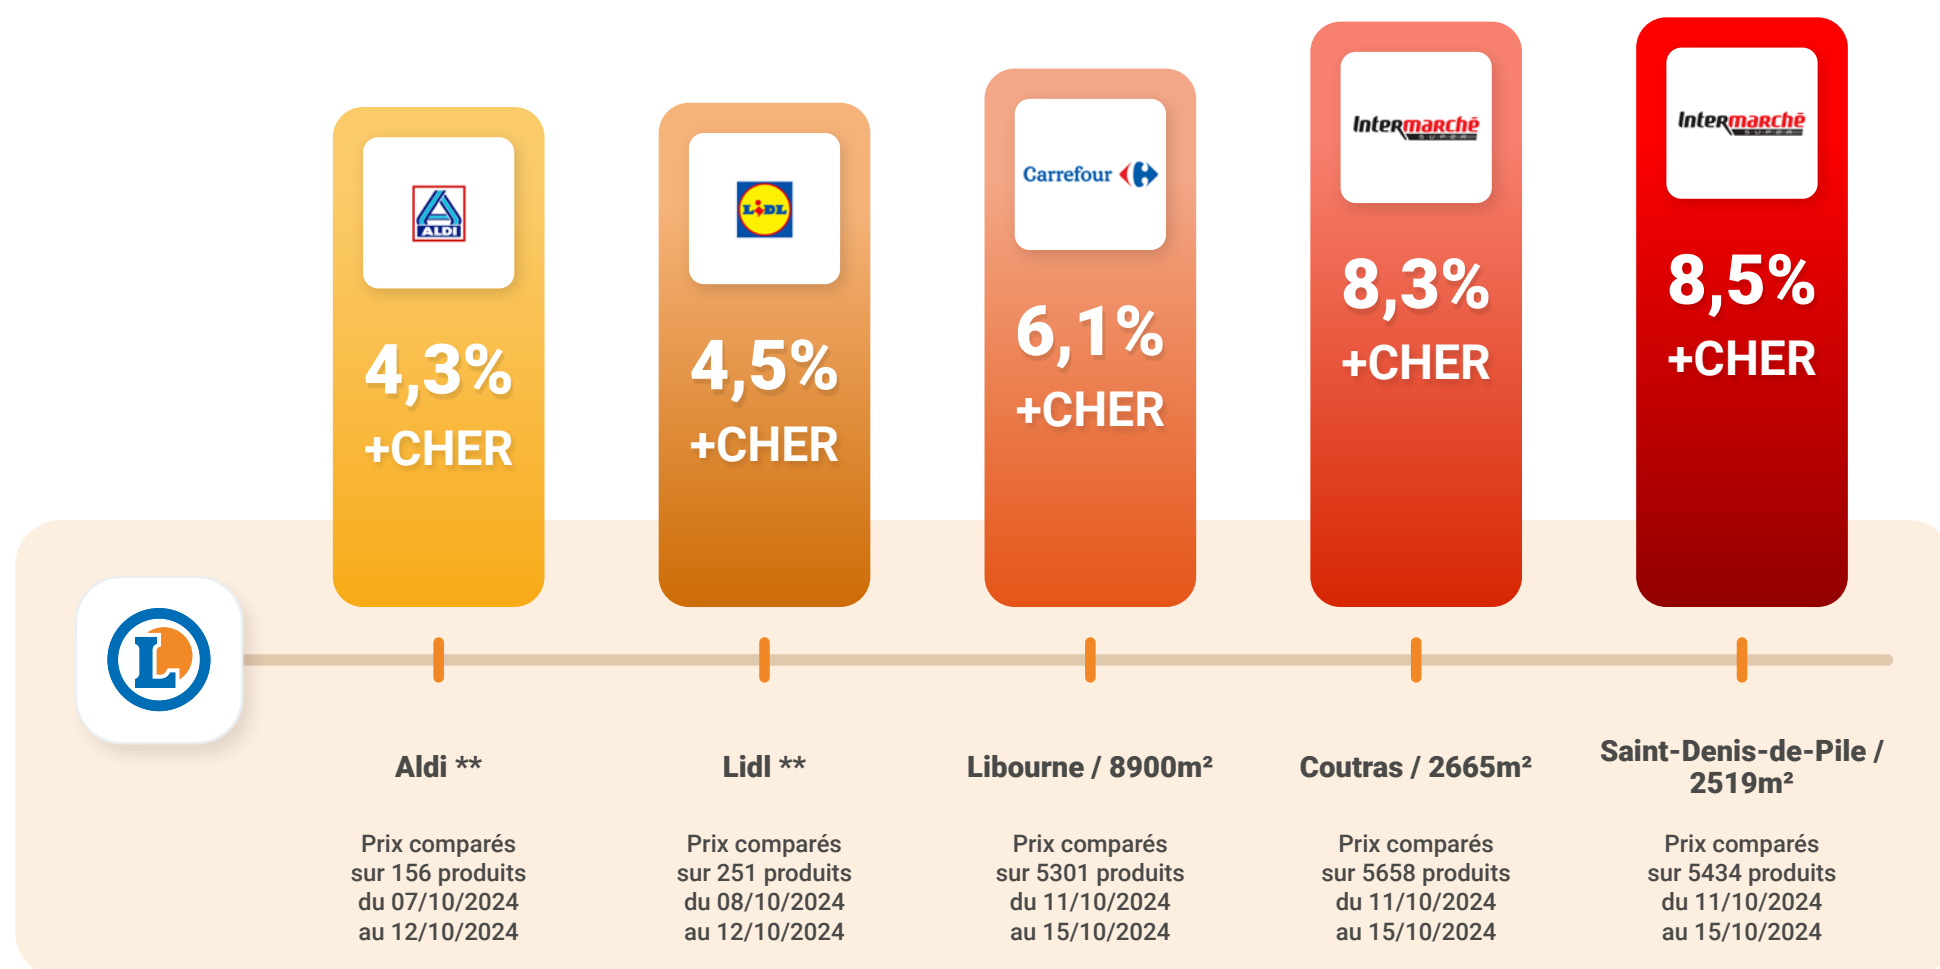 ALDI
4,3%
+CHER
LIDL
4,5%
+CHER
Carrefour
6,1%
+CHER
Intermarchē
SUPER
8,3%
+CHER
Intermarchē
SUPER
8,5%
+CHER
L
Aldi **
Prix comparés
sur 156 produits
du 07/10/2024
au 12/10/2024
Lidl **
Prix comparés
sur 251 produits
du 08/10/2024
au 12/10/2024
Libourne / 8900m²
Prix comparés
sur 5301 produits
du 11/10/2024
au 15/10/2024
Coutras / 2665m²
Prix comparés
sur 5658 produits
du 11/10/2024
au 15/10/2024
Saint-Denis-de-Pile /
2519m²
Prix comparés
sur 5434 produits
du 11/10/2024
au 15/10/2024